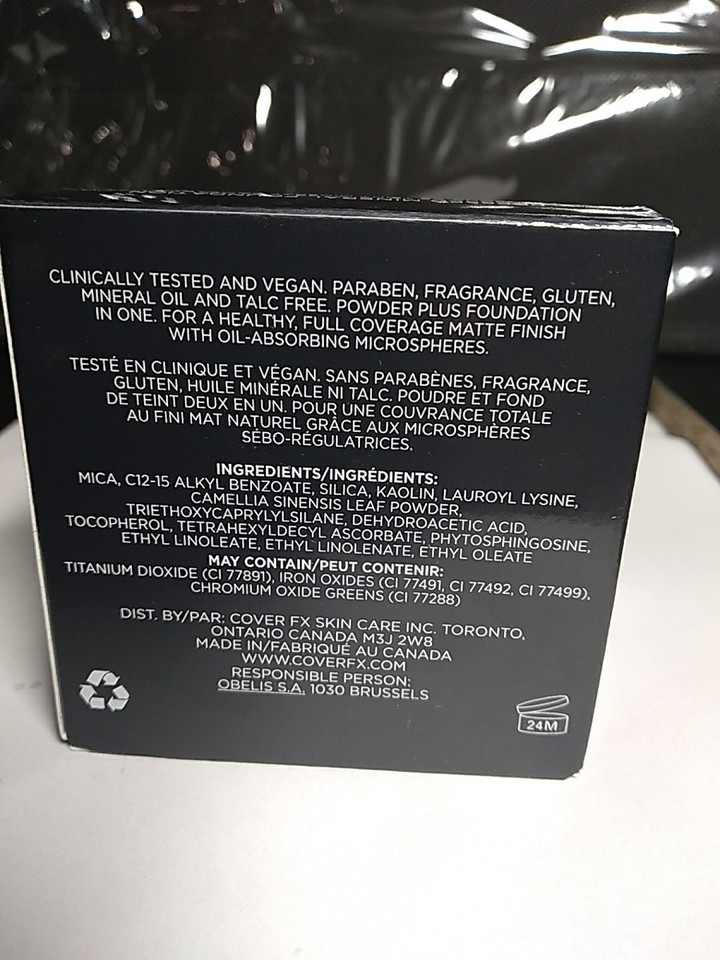 CLINICALLY TESTED AND VEGAN. PARABEN, FRAGRANCE, GLUTEN,
MINERAL OIL AND TALC FREE. POWDER PLUS FOUNDATION
IN ONE. FOR A HEALTHY, FULL COVERAGE MATTE FINISH
WITH OIL-ABSORBING MICROSPHERES.
TESTÉ EN CLINIQUE ET VÉGAN. SANS PARABÈNES, FRAGRANCE,
GLUTEN, HUILE MINÉRALE NI TALC. POUDRE ET FOND
DE TEINT DEUX EN UN. POUR UNE COUVRANCE TOTALE
AU FINI MAT NATUREL GRÂCE AUX MICROSPHÈRES
SÉBO-RÉGULATRICES.
INGREDIENTS/INGRÉDIENTS:
MICA, C12-15 ALKYL BENZOATE, SILICA, KAOLIN, LAUROYL LYSINE,
CAMELLIA SINENSIS LEAF POWDER,
TRIETHOXYCAPRYLYLSILANE, DEHYDROACETIC ACID,
TOCOPHEROL, TETRAHEXYLDECYL ASCORBATE, PHYTOSPHINGOSINE,
ETHYL LINOLEATE, ETHYL LINOLENATE, ETHYL OLEATE
MAY CONTAIN/PEUT CONTENIR:
TITANIUM DIOXIDE (CI 77891), IRON OXIDES (CI 77491, CI 77492, CI 77499),
CHROMIUM OXIDE GREENS (CI 77288)
DIST. BY/PAR: COVER FX SKIN CARE INC. TORONTO,
ONTARIO CANADA M3J 2W8
MADE IN/FABRIQUÉ AU CANADA
WWW.COVERFX.COM
RESPONSIBLE PERSON:
OBELIS S.A. 1030 BRUSSELS
24M